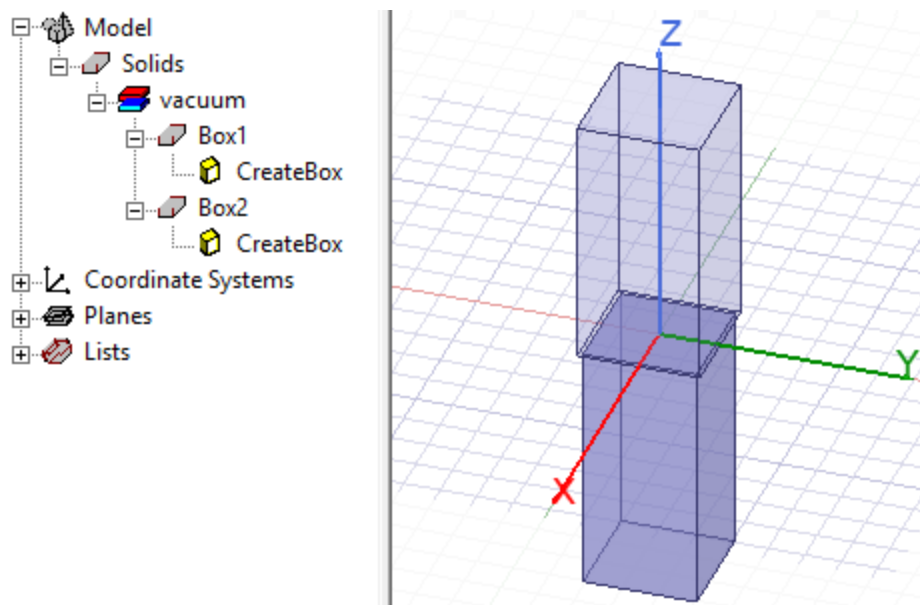 Model
Solids
vacuum
Box1
CreateBox
Box2
CreateBox
Coordinate Systems
Planes
Lists
Z
Y
X